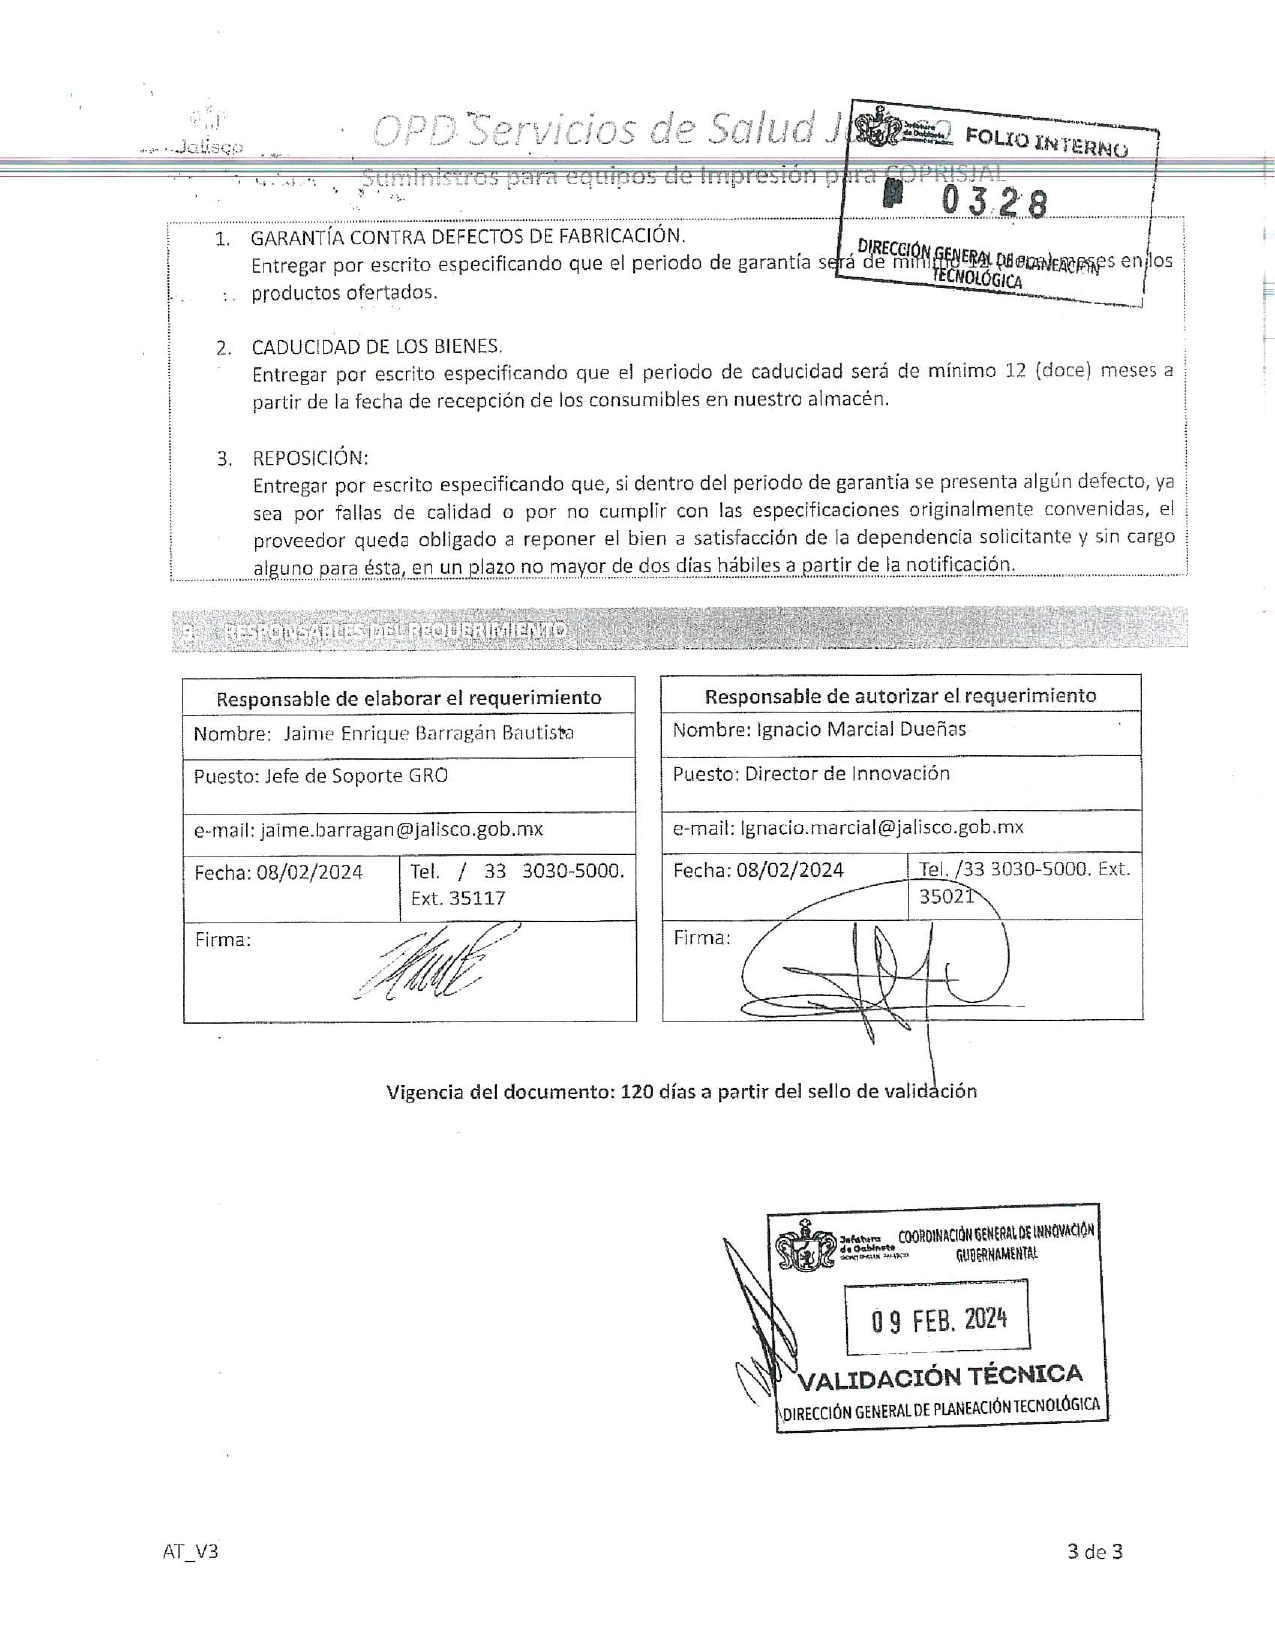 Jalisco
OPD Servicios de Salud
Suministros para equipos de Impresión para COPRISJAL
Jefatura
de Gabinete
FOLIO INTERNO
0328
DIRECCIÓN GENERAL DE PLANEACIÓN
TECNOLÓGICA
1. GARANTÍA CONTRA DEFECTOS DE FABRICACIÓN.
Entregar por escrito especificando que el periodo de garantía será de meses en los
productos ofertados.
2. CADUCIDAD DE LOS BIENES.
Entregar por escrito especificando que el periodo de caducidad será de mínimo 12 (doce) meses a
partir de la fecha de recepción de los consumibles en nuestro almacén.
3. REPOSICIÓN:
Entregar por escrito especificando que, si dentro del periodo de garantía se presenta algún defecto, ya
sea por fallas de calidad o por no cumplir con las especificaciones originalmente convenidas, el
proveedor queda obligado a reponer el bien a satisfacción de la dependencia solicitante y sin cargo
alguno para ésta, en un plazo no mayor de dos días hábiles a partir de la notificación.
9. RESPONSABLES DEL REQUERIMIENTO
Responsable de elaborar el requerimiento
Nombre: Jaime Enrique Barragán Bautista
Puesto: Jefe de Soporte GRO
e-mail: jaime.barragan@jalisco.gob.mx
Fecha: 08/02/2024
Tel. / 33 3030-5000.
Ext. 35117
Firma:
Responsable de autorizar el requerimiento
Nombre: Ignacio Marcial Dueñas
Puesto: Director de Innovación
e-mail: Ignacio.marcial@jalisco.gob.mx
Fecha: 08/02/2024
Tel. /33 3030-5000. Ext.
35021
Firma:
Vigencia del documento: 120 días a partir del sello de validación
Jefatura
de Gabinete
COORDINACIÓN GENERAL DE INNOVACIÓN
GUBERNAMENTAL
09 FEB. 2024
VALIDACIÓN TÉCNICA
DIRECCIÓN GENERAL DE PLANEACIÓN TECNOLÓGICA
AT_V3
3 de 3